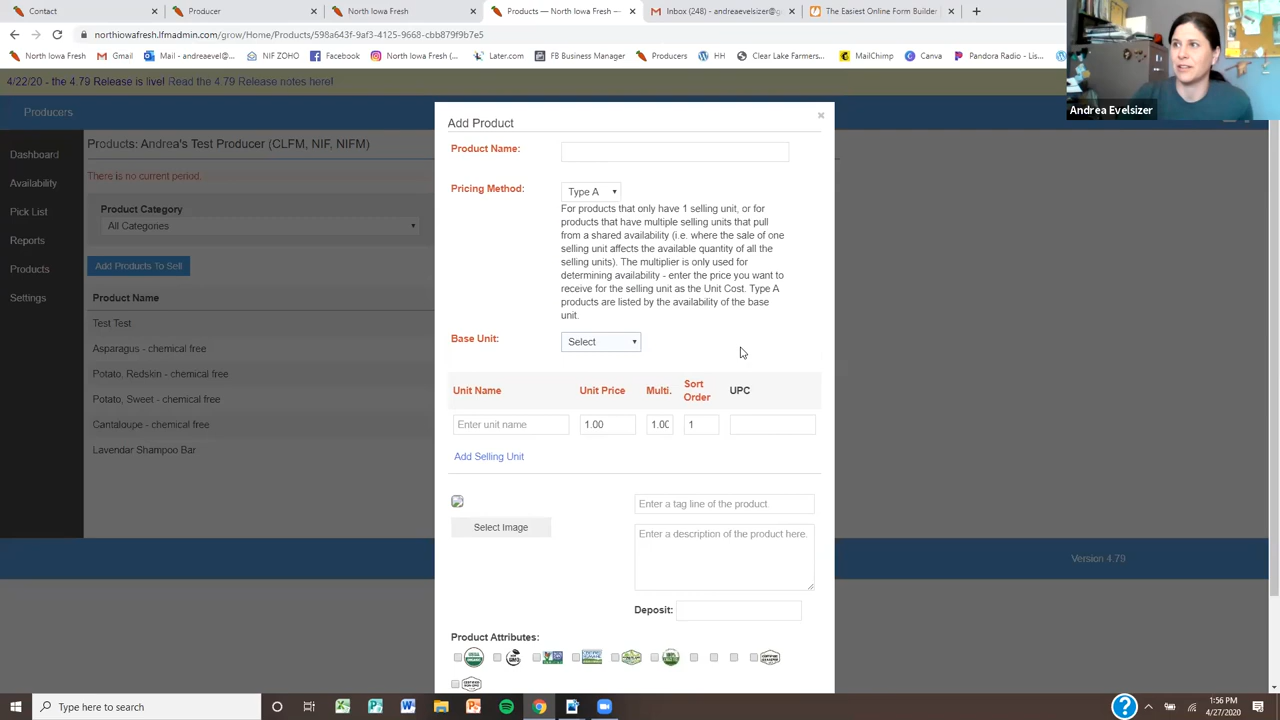 Contact
Producer
North Iowa Fresh
Products — North Iowa Fresh
Inbox (248) - andreaevelsizer@g
The Easiest Online Form Builder
northiowafresh.lfmadmin.com/grow/Home/Products/598a643f-9af3-4125-9668-cbb879f9b7e5
North Iowa Fresh
Gmail
Mail - andreaevel@...
NIF ZOHO
Facebook
North Iowa Fresh (...
Later.com
FB Business Manager
Producers
HH
Clear Lake Farmers...
MailChimp
Canva
Pandora Radio - Lis...
4/22/20 - the 4.79 Release is live! Read the 4.79 Release notes here!
Andrea Evelsizer
Producers
Dashboard
Availability
Pick List
Reports
Products
Settings
Products: Andrea's Test Producer (CLFM, NIF, NIFM)
There is no current period.
Product Category
All Categories
Add Products To Sell
Product Name
Test Test
Asparagus - chemical free
Potato, Redskin - chemical free
Potato, Sweet - chemical free
Cantaloupe - chemical free
Lavendar Shampoo Bar
Add Product
Product Name:
Pricing Method:
Type A
For products that only have 1 selling unit, or for
products that have multiple selling units that pull
from a shared availability (i.e. where the sale of one
selling unit affects the available quantity of all the
selling units). The multiplier is only used for
determining availability - enter the price you want to
receive for the selling unit as the Unit Cost. Type A
products are listed by the availability of the base
unit.
Base Unit:
Select
Unit Name
Unit Price
Multi.
Sort
Order
UPC
Enter unit name
1.00
1.00
1
Add Selling Unit
Select Image
Enter a tag line of the product.
Enter a description of the product here.
Deposit:
Product Attributes:
Version 4.79
Type here to search
1:56 PM
4/27/2020